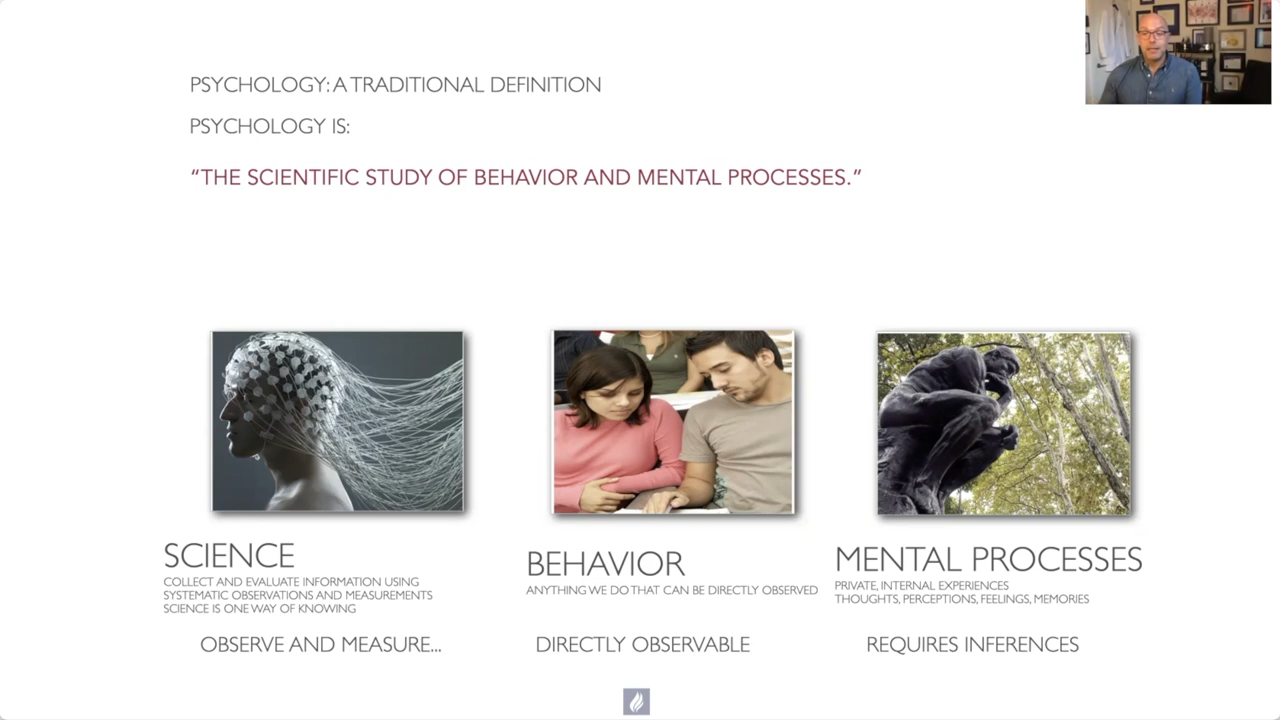 PSYCHOLOGY: A TRADITIONAL DEFINITION
PSYCHOLOGY IS:
“THE SCIENTIFIC STUDY OF BEHAVIOR AND MENTAL PROCESSES.”
SCIENCE
COLLECT AND EVALUATE INFORMATION USING
SYSTEMATIC OBSERVATIONS AND MEASUREMENTS
SCIENCE IS ONE WAY OF KNOWING
OBSERVE AND MEASURE...
BEHAVIOR
ANYTHING WE DO THAT CAN BE DIRECTLY OBSERVED
DIRECTLY OBSERVABLE
MENTAL PROCESSES
PRIVATE, INTERNAL EXPERIENCES
THOUGHTS, PERCEPTIONS, FEELINGS, MEMORIES
REQUIRES INFERENCES